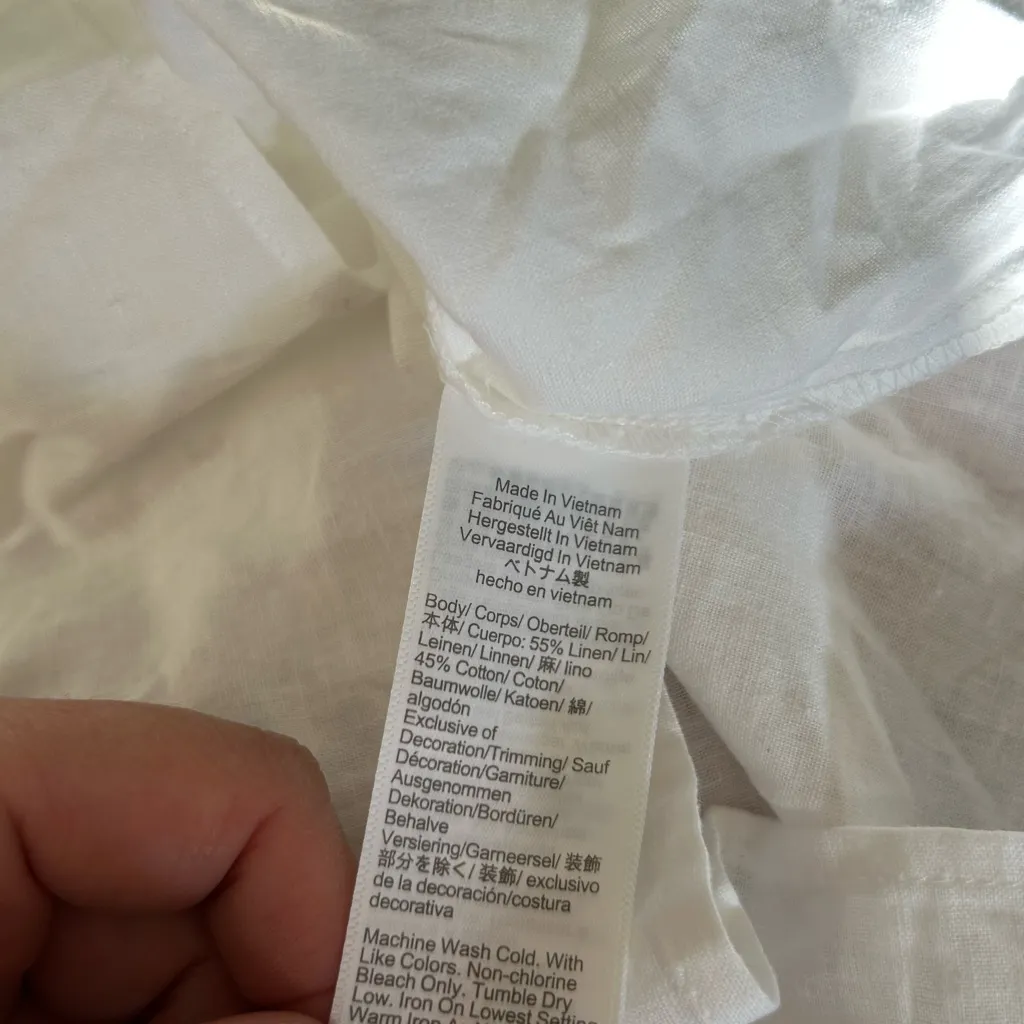 Made In Vietnam
Fabriqué Au Viêt Nam
Hergestellt In Vietnam
Vervaardigd In Vietnam
ベトナム製
hecho en vietnam
Body/ Corps/ Oberteil/ Romp/
本体/ Cuerpo: 55% Linen/ Lin/
Leinen/ Linnen/ 麻/ lino
45% Cotton/ Coton/
Baumwolle/ Katoen/ 綿/
algodón
Exclusive of
Decoration/Trimming/ Sauf
Décoration/Garniture/
Ausgenommen
Dekoration/Bordüren/
Behalve
Versiering/Garneersel/ 装飾
部分を除く/ 装飾/ exclusivo
de la decoración/costura
decorativa
Machine Wash Cold. With
Like Colors. Non-chlorine
Bleach Only. Tumble Dry
Low. Iron On Lowest Setting
Warm Iron